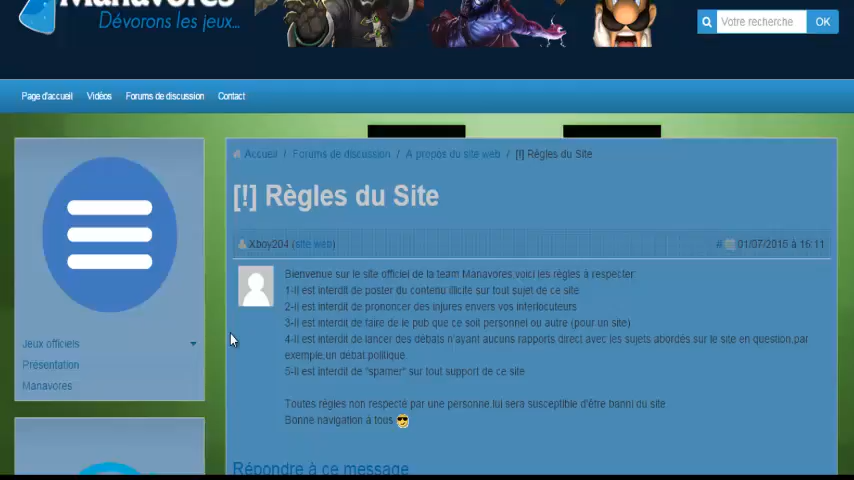 Manavores
Dévorons les jeux...
Votre recherche
OK
Page d'accueil Vidéos Forums de discussion Contact
Accueil / Forums de discussion / A propos du site web / [!] Règles du Site
[!] Règles du Site
Xboy204 (site web)
# 01/07/2015 à 16:11
Bienvenue sur le site officiel de la team Manavores,voici les règles à respecter:
1-Il est interdit de poster du contenu illicite sur tout sujet de ce site
2-Il est interdit de prononcer des injures envers vos interlocuteurs
3-Il est interdit de faire de le pub que ce soit personnel ou autre (pour un site)
4-Il est interdit de lancer des débats n'ayant aucuns rapports direct avec les sujets abordés sur le site en question,par
exemple,un débat politique.
5-Il est interdit de "spamer" sur tout support de ce site
Toutes règles non respecté par une personne,lui sera susceptible d'être banni du site.
Bonne navigation à tous
Répondre à ce message
Jeux officiels
Présentation
Manavores